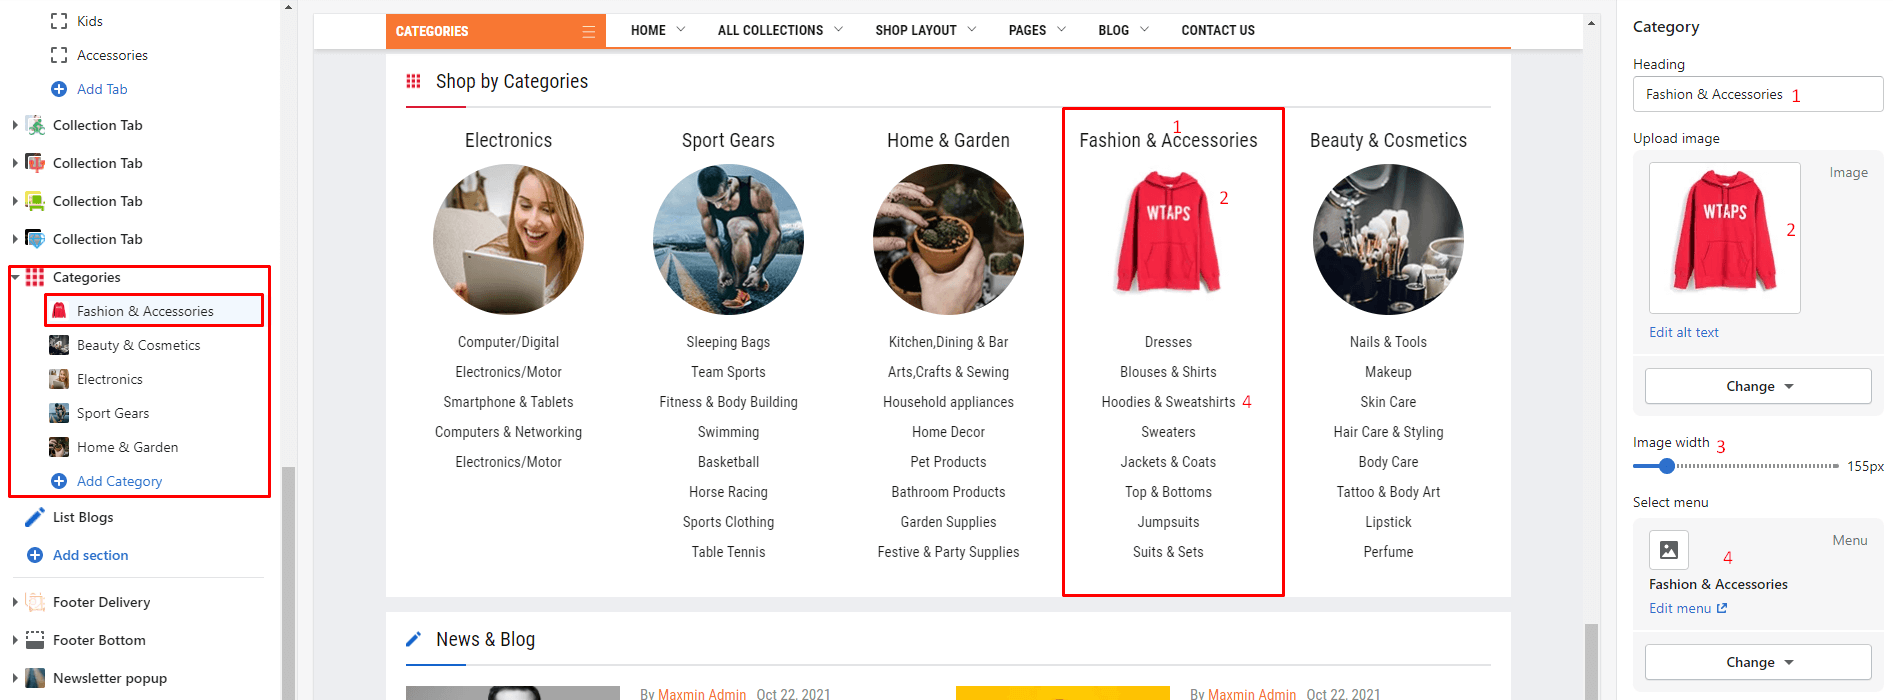 Kids
Accessories
Add Tab
Collection Tab
Collection Tab
Collection Tab
Collection Tab
Categories
Fashion & Accessories
Beauty & Cosmetics
Electronics
Sport Gears
Home & Garden
Add Category
List Blogs
Add section
Footer Delivery
Footer Bottom
Newsletter popup
CATEGORIES
HOME
ALL COLLECTIONS
SHOP LAYOUT
PAGES
BLOG
CONTACT US
Shop by Categories
Electronics
Computer/Digital
Electronics/Motor
Smartphone & Tablets
Computers & Networking
Electronics/Motor
Sport Gears
Sleeping Bags
Team Sports
Fitness & Body Building
Swimming
Basketball
Horse Racing
Sports Clothing
Table Tennis
Home & Garden
Kitchen,Dining & Bar
Arts,Crafts & Sewing
Household appliances
Home Decor
Pet Products
Bathroom Products
Garden Supplies
Festive & Party Supplies
1
Fashion & Accessories
2
WTAPS
Dresses
Blouses & Shirts
Hoodies & Sweatshirts 4
Sweaters
Jackets & Coats
Top & Bottoms
Jumpsuits
Suits & Sets
Beauty & Cosmetics
Nails & Tools
Makeup
Skin Care
Hair Care & Styling
Body Care
Tattoo & Body Art
Lipstick
Perfume
News & Blog
By Maxmin Admin Oct 22, 2021
By Maxmin Admin Oct 22, 2021
Category
Heading
Fashion & Accessories 1
Upload image
Image
WTAPS
2
Edit alt text
Change
Image width 3
155px
Select menu
Menu
4
Fashion & Accessories
Edit menu
Change